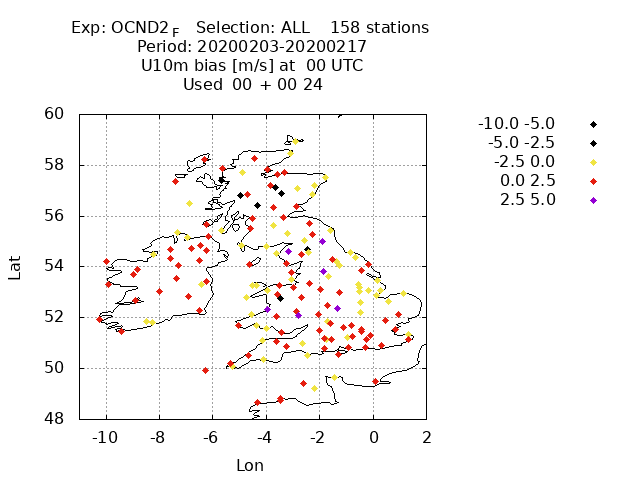 Exp: OCND2 F   Selection: ALL    158 stations
Period: 20200203-20200217
U10m bias [m/s] at  00 UTC
Used  00 + 00 24
-10.0 -5.0
-5.0 -2.5
-2.5 0.0
0.0 2.5
2.5 5.0
60
58
56
54
52
50
48
Lat
-10 -8 -6 -4 -2 0 2
Lon